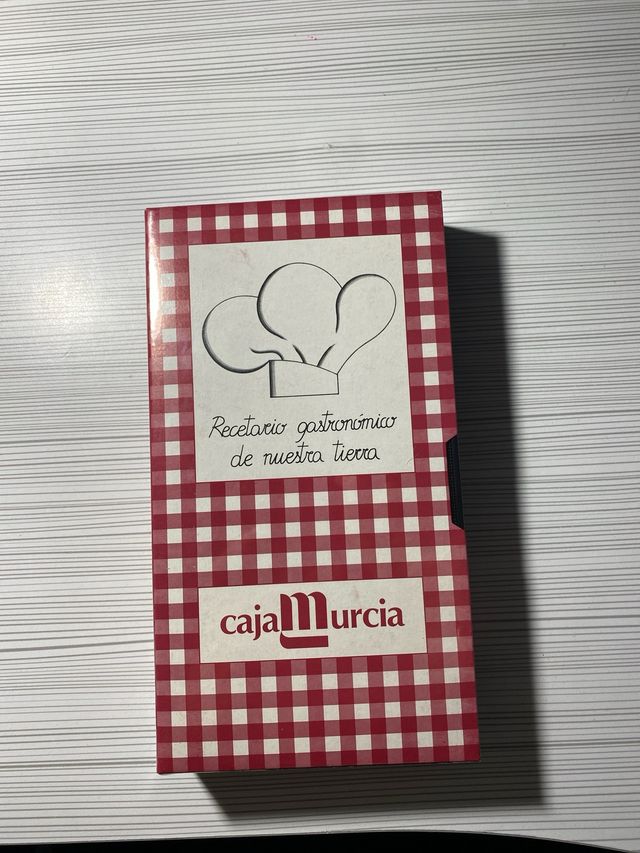 Recetario gastronómico
de nuestra tierra
cajaMurcia